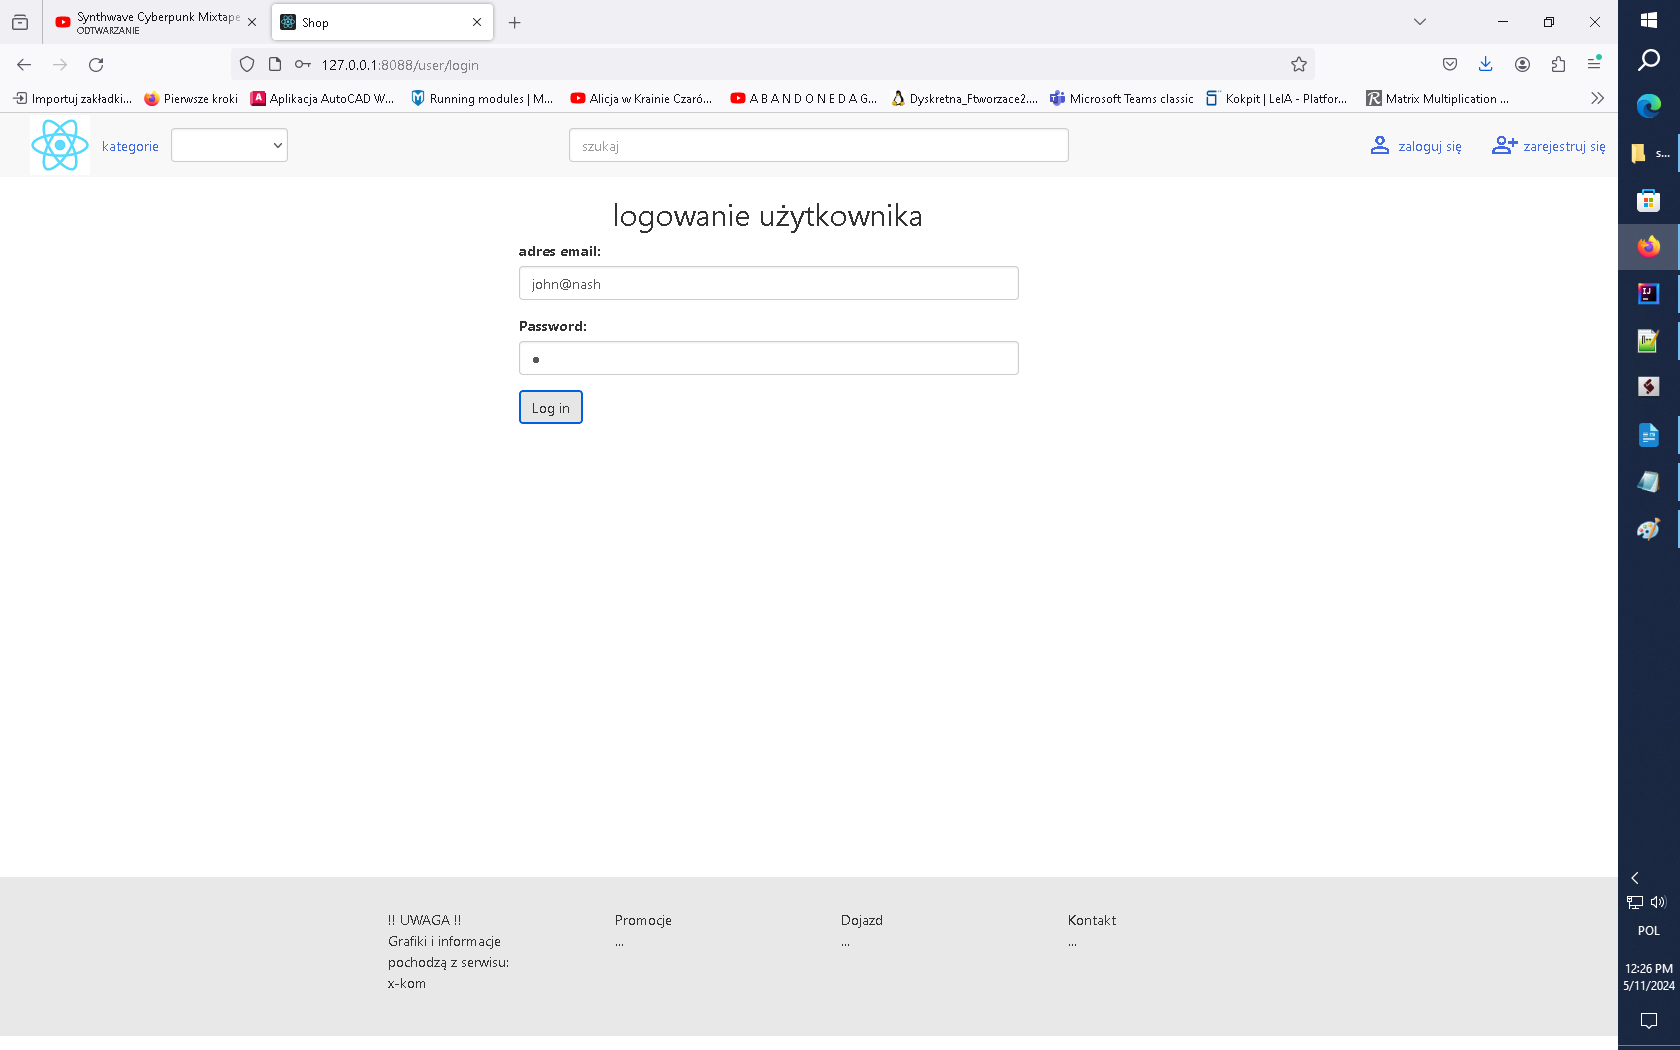 Synthwave Cyberpunk Mixtape
ODTWARZANIE
Shop
127.0.0.1:8088/user/login
Importuj zakładki...
Pierwsze kroki
Aplikacja AutoCAD W...
Running modules | M...
Alicja w Krainie Czaró...
A B A N D O N E D A G...
Dyskretna_Ftworzace2....
Microsoft Teams classic
Kokpit | LeIA - Platfor...
Matrix Multiplication ...
kategorie
szukaj
zaloguj się
zarejestruj się
s...
logowanie użytkownika
adres email:
john@nash
Password:
Log in
!! UWAGA !!
Grafiki i informacje
pochodzą z serwisu:
x-kom
Promocje
...
Dojazd
...
Kontakt
...
POL
12:26 PM
5/11/2024